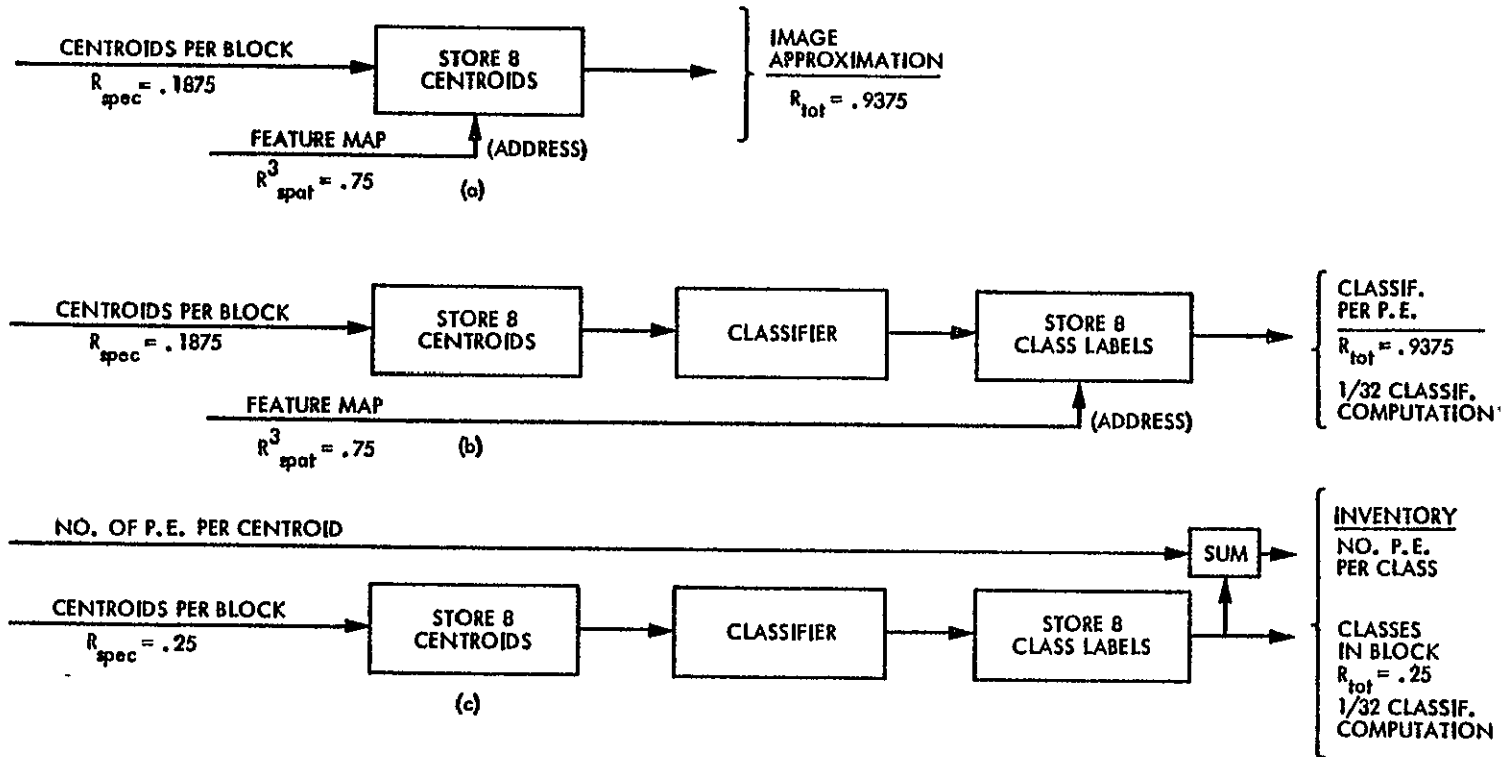 CENTROIDS PER BLOCK
R_spec = .1875
STORE 8
CENTROIDS
FEATURE MAP
R^3_spat = .75
(ADDRESS)
(a)
IMAGE
APPROXIMATION
R_tot = .9375
CENTROIDS PER BLOCK
R_spec = .1875
STORE 8
CENTROIDS
CLASSIFIER
STORE 8
CLASS LABELS
FEATURE MAP
R^3_spat = .75
(b)
(ADDRESS)
CLASSIF.
PER P.E.
R_tot = .9375
1/32 CLASSIF.
COMPUTATION
NO. OF P.E. PER CENTROID
SUM
CENTROIDS PER BLOCK
R_spec = .25
STORE 8
CENTROIDS
CLASSIFIER
STORE 8
CLASS LABELS
(c)
INVENTORY
NO. P.E.
PER CLASS
CLASSES
IN BLOCK
R_tot = .25
1/32 CLASSIF.
COMPUTATION